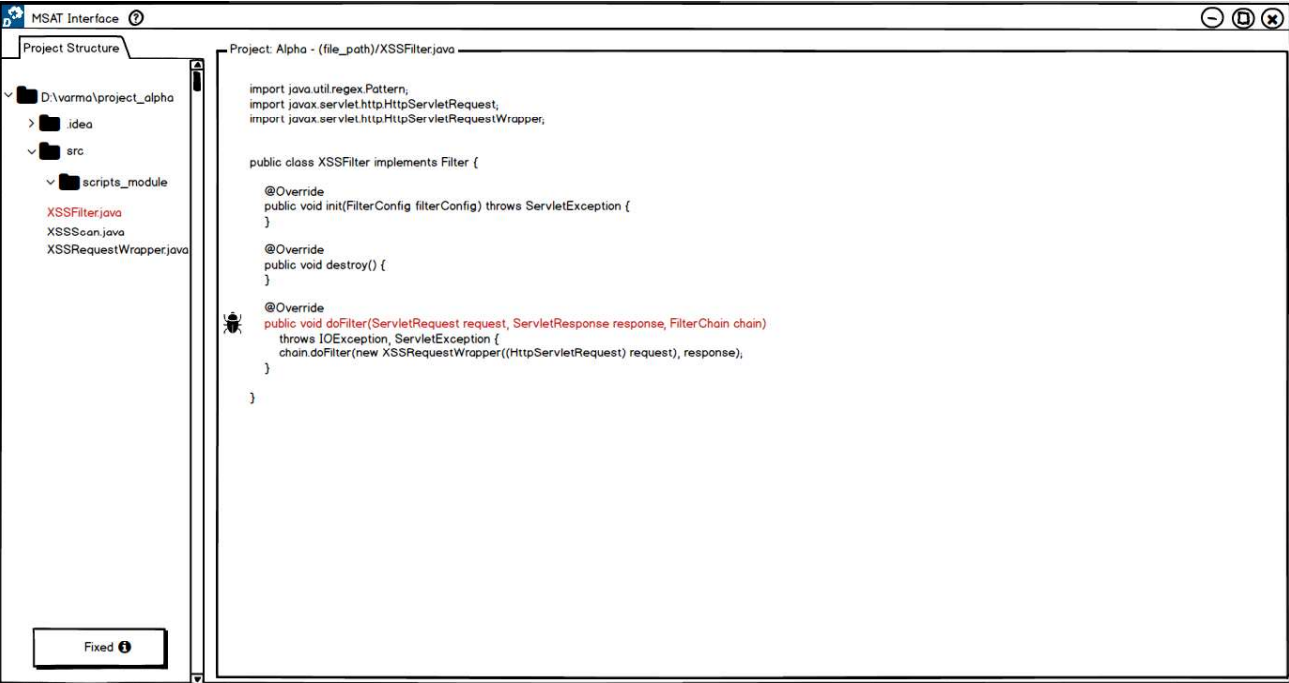 MSAT Interface ?
Project Structure
D:\varma\project_alpha
.idea
src
scripts_module
XSSFilter.java
XSSScan.java
XSSRequestWrapper.java
Fixed i
Project: Alpha - (file_path)/XSSFilter.java
import java.util.regex.Pattern;
import javax.servlet.http.HttpServletRequest;
import javax.servlet.http.HttpServletRequestWrapper;
public class XSSFilter implements Filter {
@Override
public void init(FilterConfig filterConfig) throws ServletException {
}
@Override
public void destroy() {
}
@Override
public void doFilter(ServletRequest request, ServletResponse response, FilterChain chain)
throws IOException, ServletException {
chain.doFilter(new XSSRequestWrapper((HttpServletRequest) request), response);
}
}